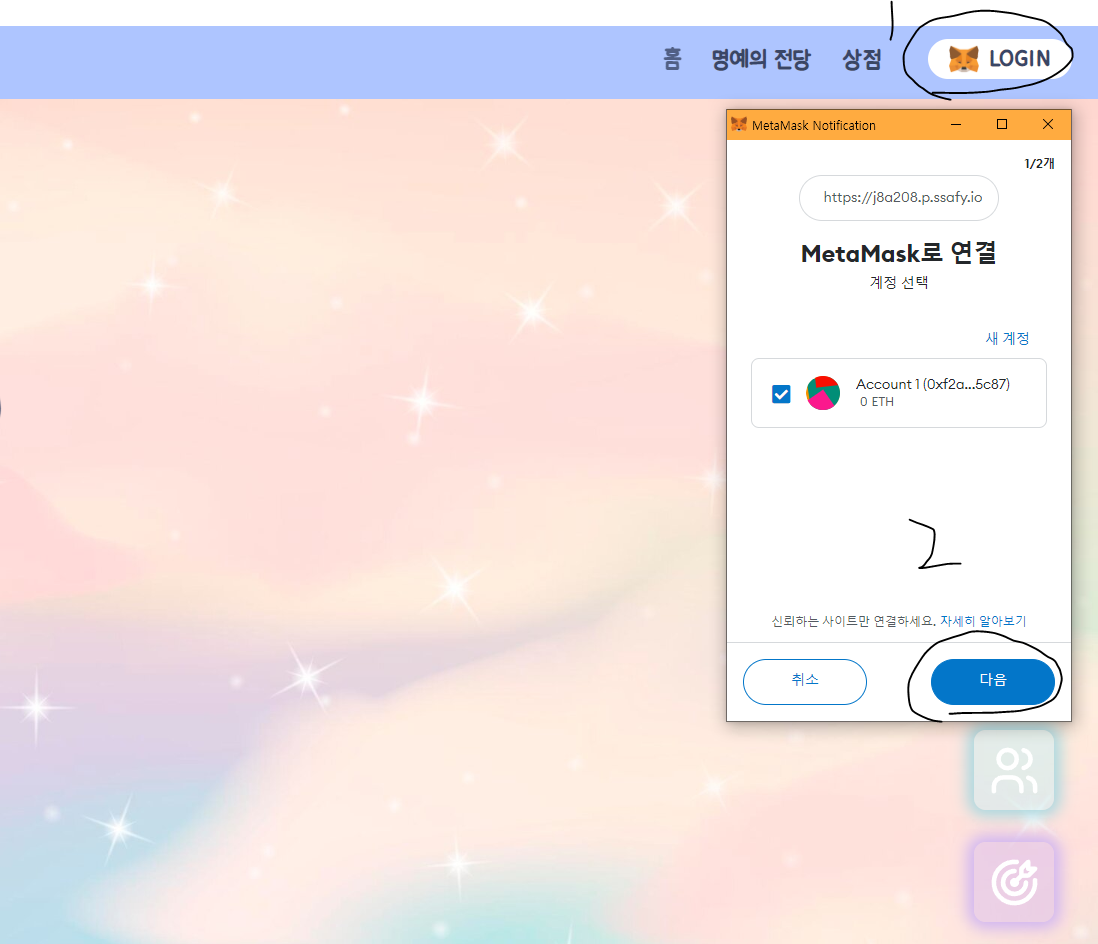 1
홈 명예의 전당 상점 LOGIN
MetaMask Notification
1/2개
https://j8a208.p.ssafy.io
MetaMask로 연결
계정 선택
새 계정
Account 1 (0xf2a...5c87)
0 ETH
2
신뢰하는 사이트만 연결하세요. 자세히 알아보기
취소 다음